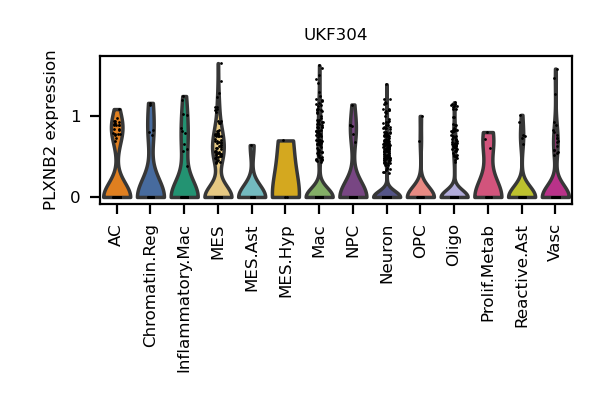 UKF304
PLXNB2 expression
1
0
AC
Chromatin.Reg
Inflammatory.Mac
MES
MES.Ast
MES.Hyp
Mac
NPC
Neuron
OPC
Oligo
Prolif.Metab
Reactive.Ast
Vasc